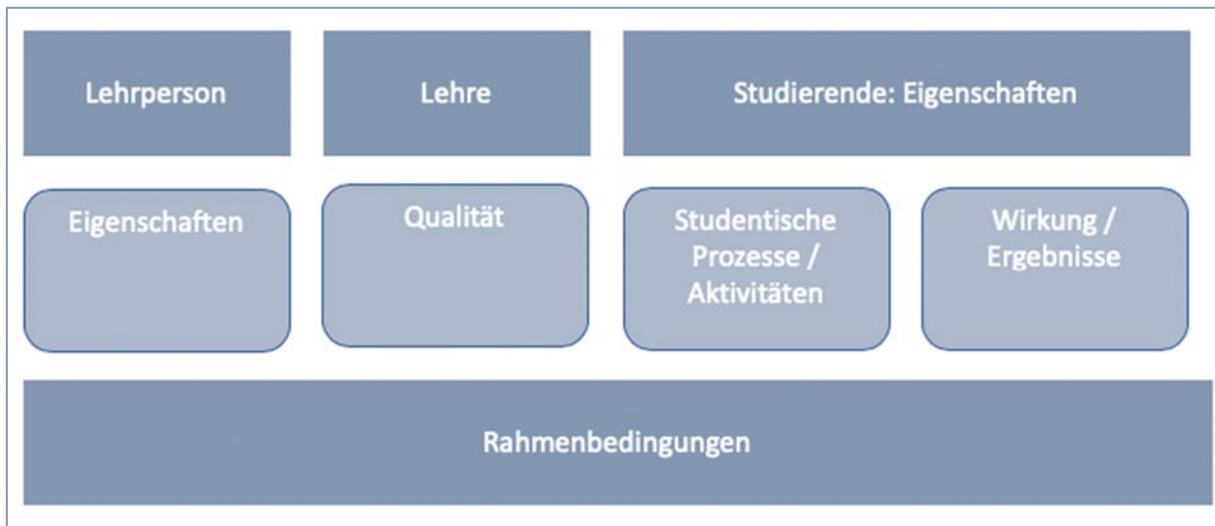 Lehrperson
Lehre
Studierende: Eigenschaften
Eigenschaften
Qualität
Studentische
Prozesse /
Aktivitäten
Wirkung /
Ergebnisse
Rahmenbedingungen